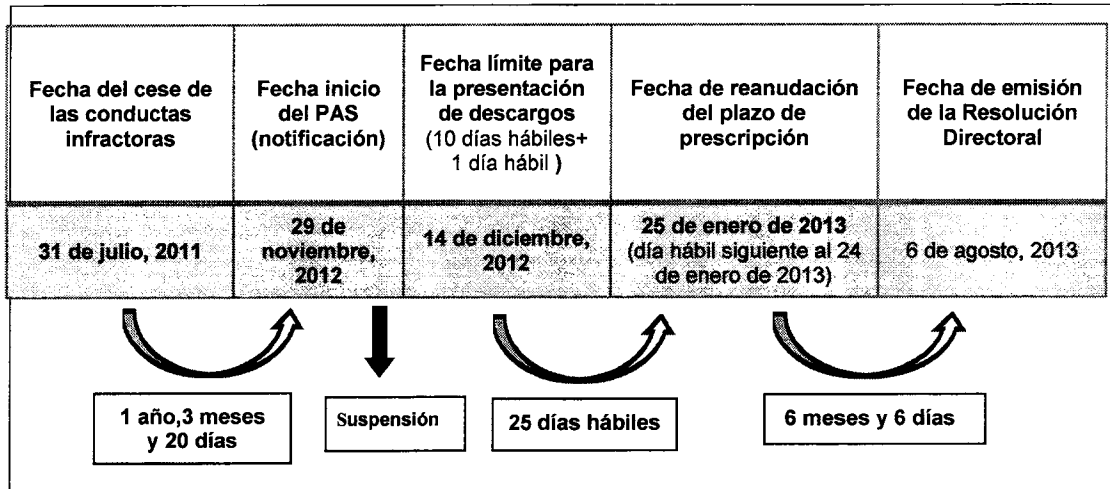 Fecha del cese de
las conductas
infractoras
Fecha inicio
del PAS
(notificación)
Fecha límite para
la presentación
de descargos
(10 días hábiles+
1 día hábil )
Fecha de reanudación
del plazo de
prescripción
Fecha de emisión
de la Resolución
Directoral
31 de julio, 2011
29 de
noviembre,
2012
14 de diciembre,
2012
25 de enero de 2013
(día hábil siguiente al 24
de enero de 2013)
6 de agosto, 2013
1 año,3 meses
y 20 días
Suspensión
25 días hábiles
6 meses y 6 días